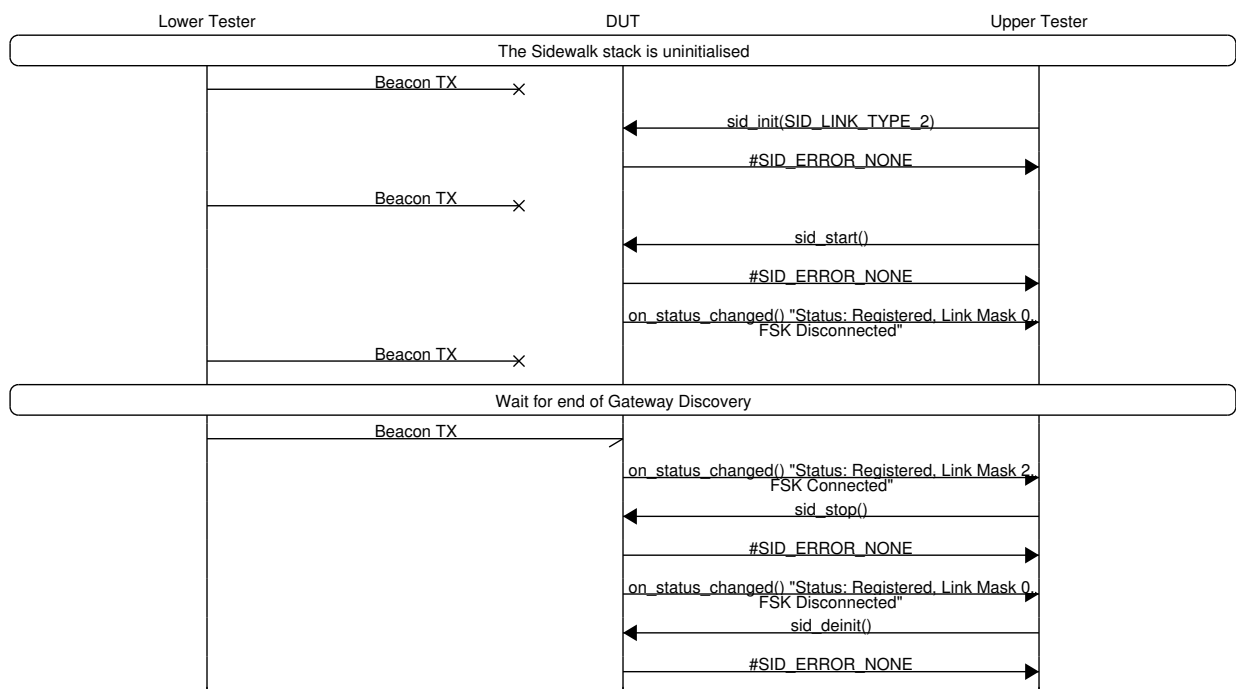 Lower Tester DUT Upper Tester
The Sidewalk stack is uninitialised
Beacon TX
sid_init(SID_LINK_TYPE_2)
#SID_ERROR_NONE
Beacon TX
sid_start()
#SID_ERROR_NONE
on_status_changed() "Status: Registered, Link Mask 0,
FSK Disconnected"
Beacon TX
Wait for end of Gateway Discovery
Beacon TX
on_status_changed() "Status: Registered, Link Mask 2,
FSK Connected"
sid_stop()
#SID_ERROR_NONE
on_status_changed() "Status: Registered, Link Mask 0,
FSK Disconnected"
sid_deinit()
#SID_ERROR_NONE